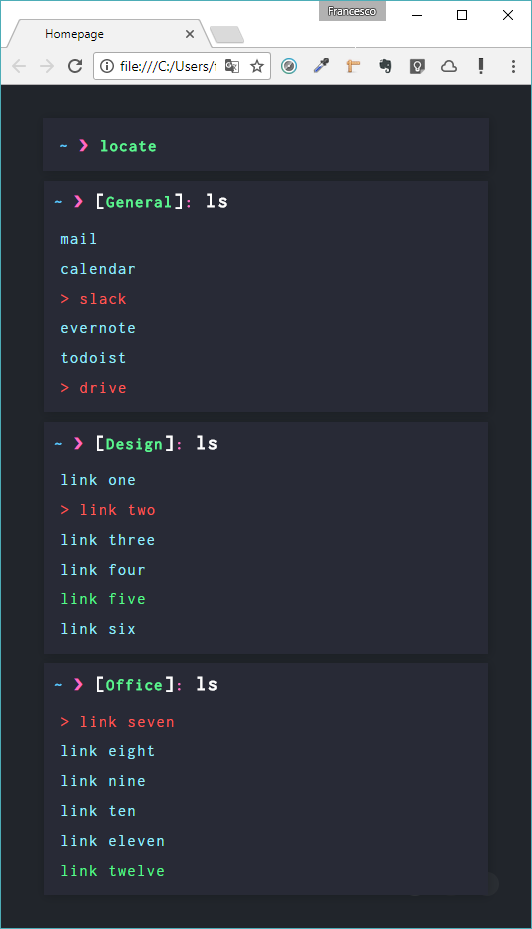 Francesco
Homepage
file:///C:/Users/
~ ❯ locate
~ ❯ [General]: ls
mail
calendar
> slack
evernote
todoist
> drive
~ ❯ [Design]: ls
link one
> link two
link three
link four
link five
link six
~ ❯ [Office]: ls
> link seven
link eight
link nine
link ten
link eleven
link twelve